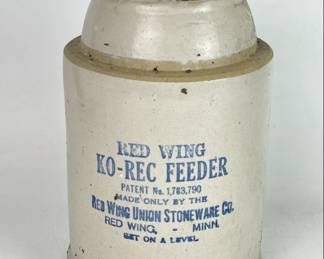 RED WING
KO-REC FEEDER
PATENT No. 1,783,790
MADE ONLY BY THE
RED WING UNION STONEWARE CO.
RED WING, - MINN.
SET ON A LEVEL